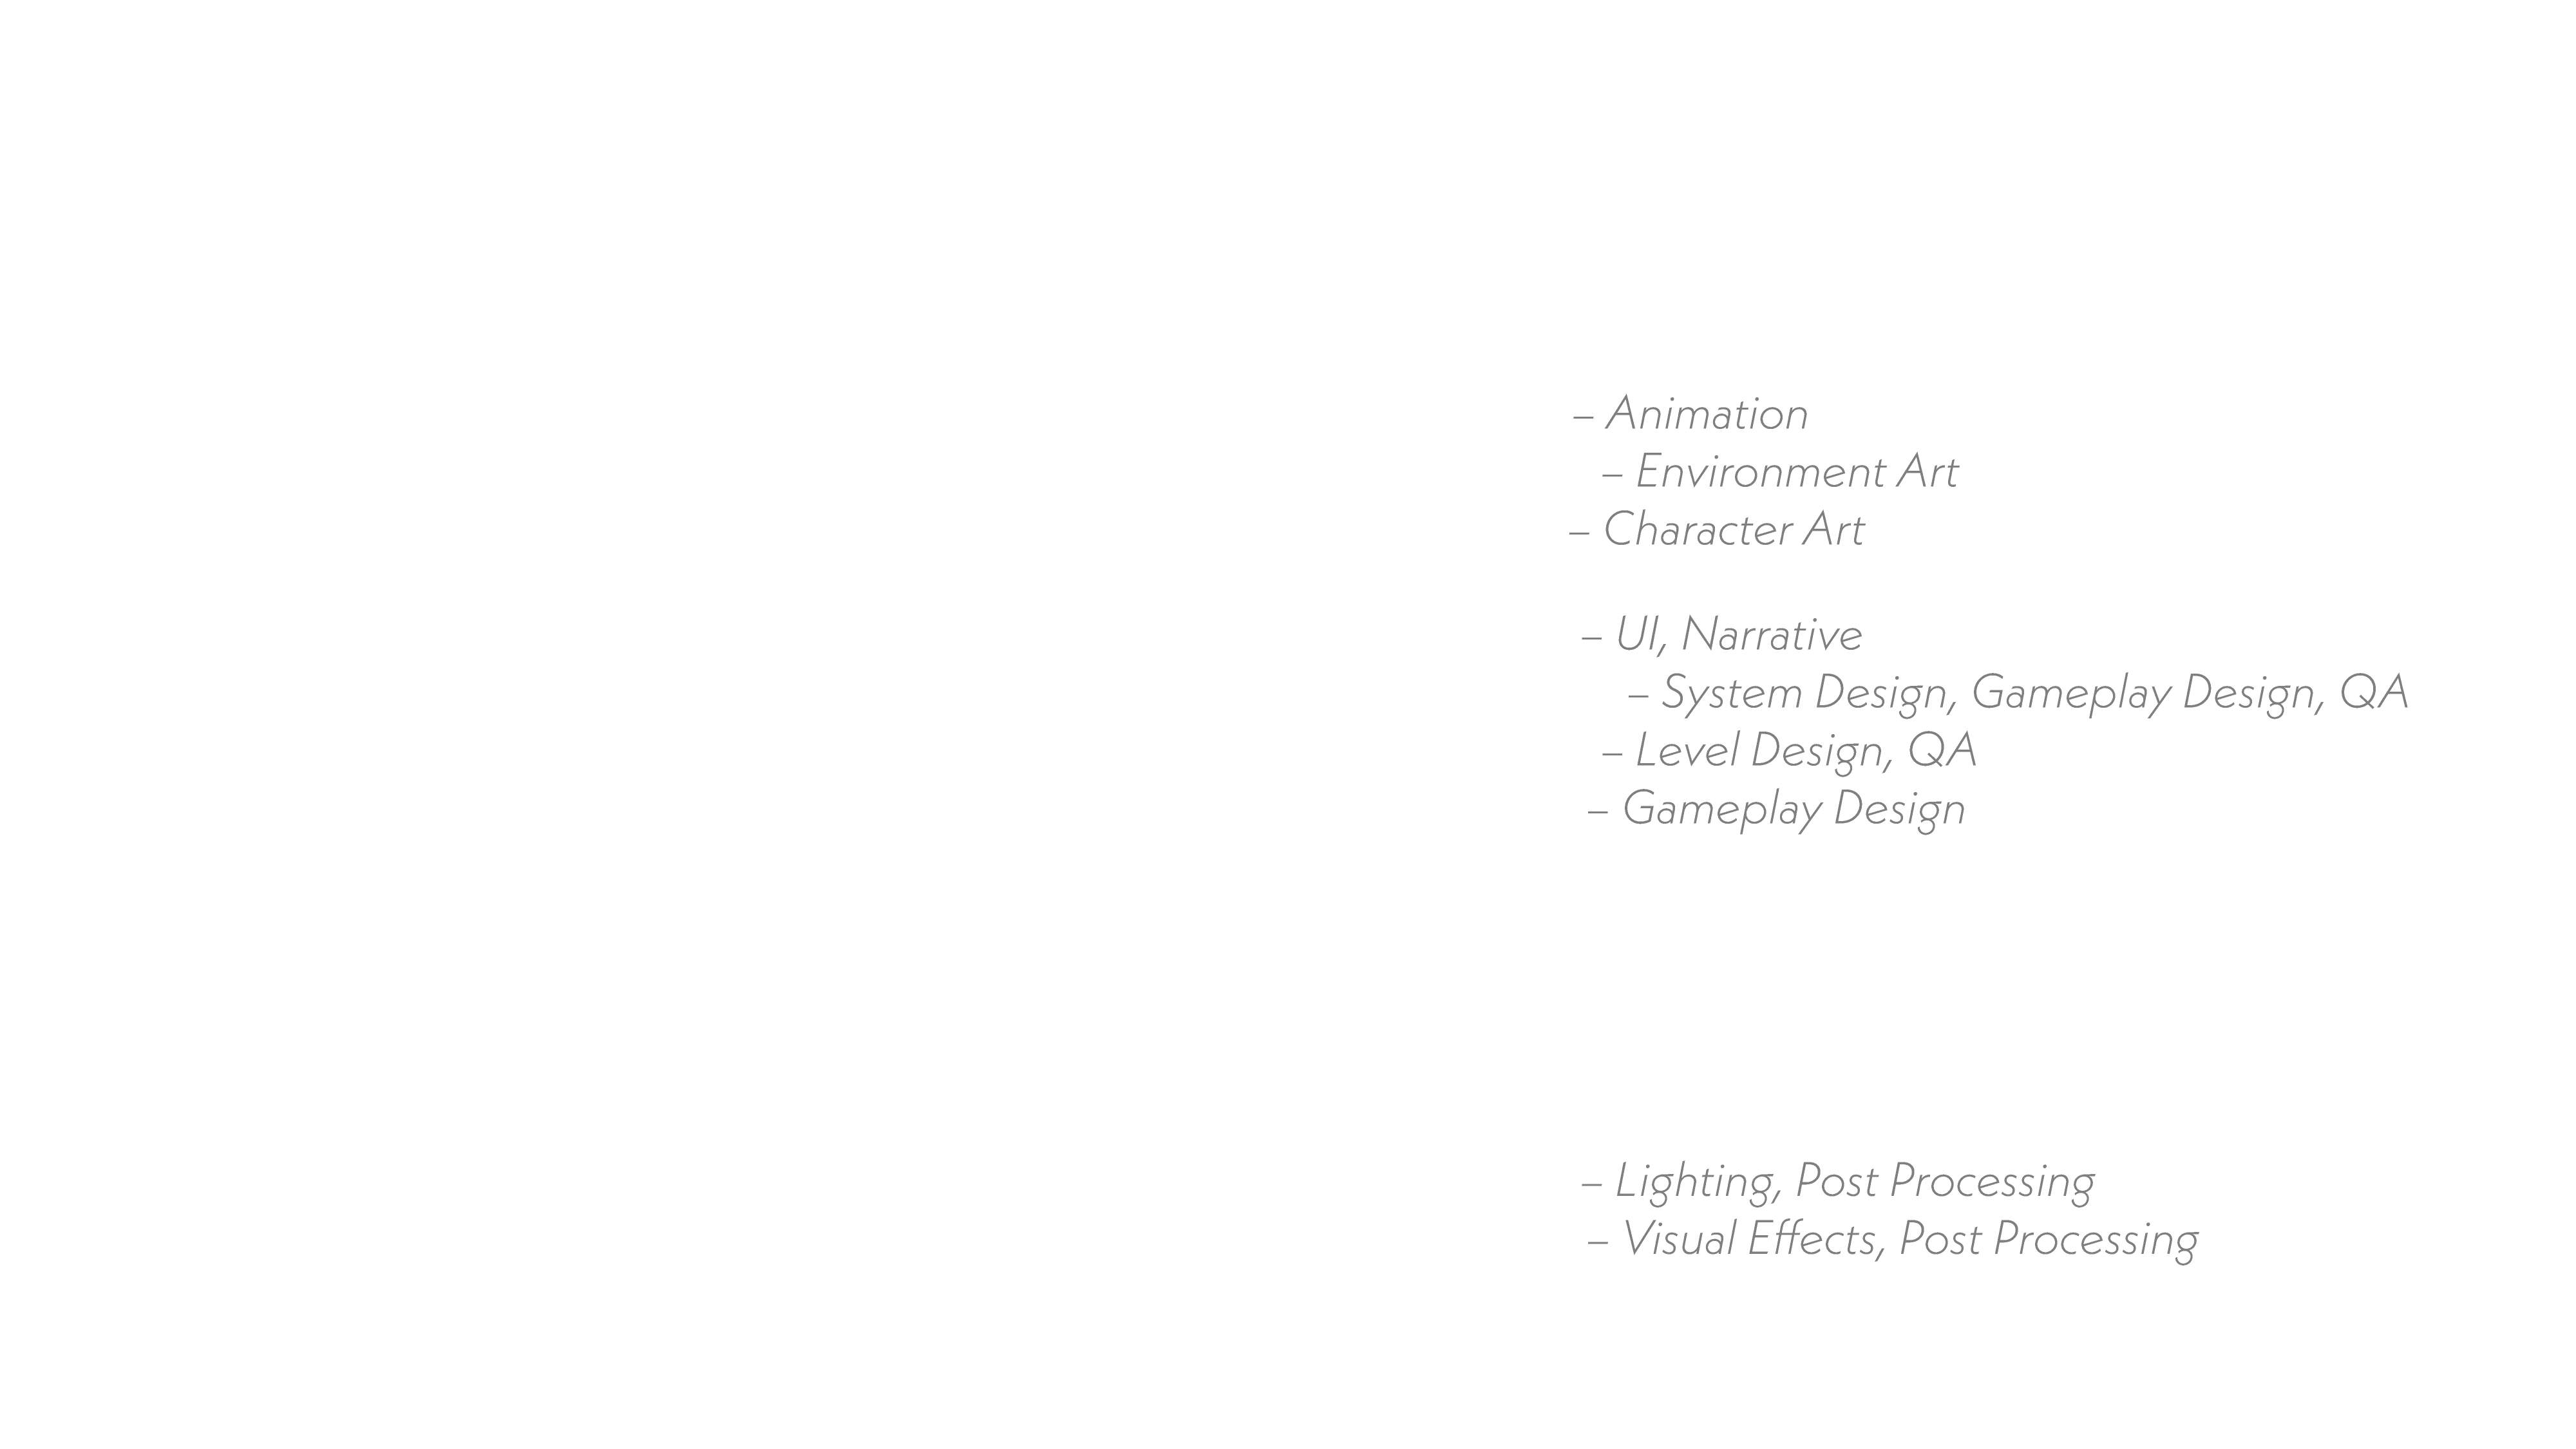 – Animation
– Environment Art
– Character Art
– UI, Narrative
– System Design, Gameplay Design, QA
– Level Design, QA
– Gameplay Design
– Lighting, Post Processing
– Visual Effects, Post Processing